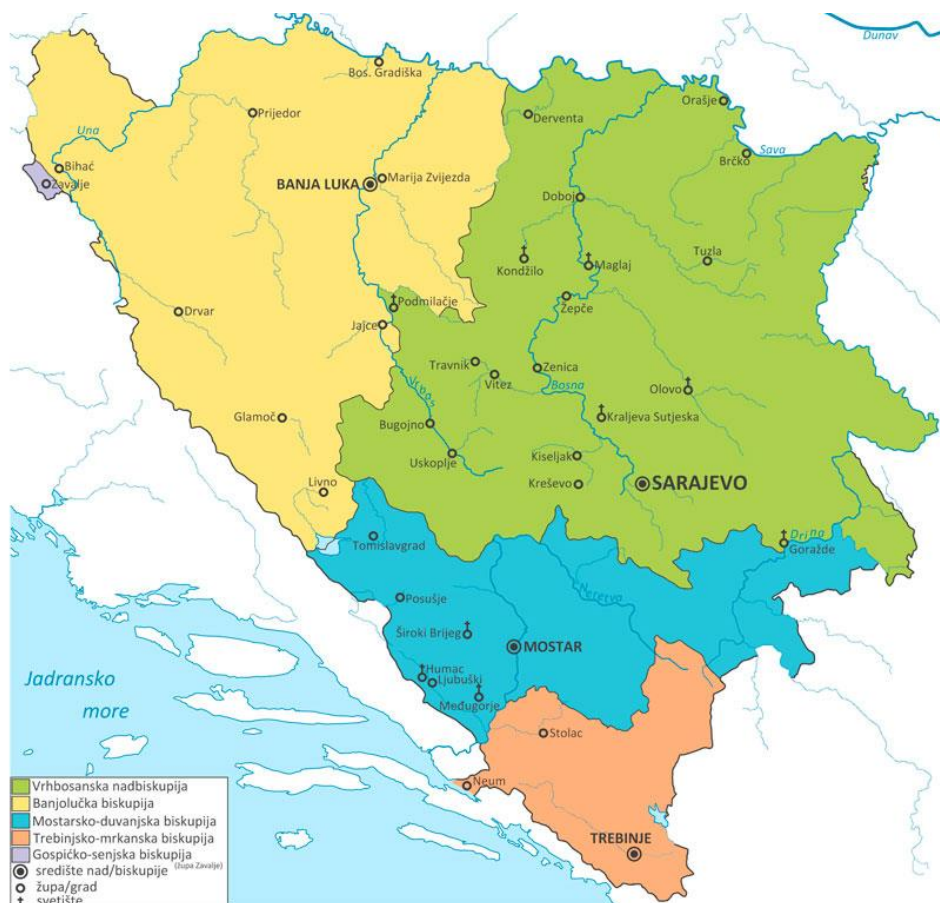 Dunav
Bos. Gradiška
Orašje
Prijedor
Derventa
Una
Sava
Brčko
Bihać
Zavalje
BANJA LUKA
Marija Zvijezda
Doboj
Kondžilo
Maglaj
Tuzla
Podmilačje
Žepče
Drvar
Jajce
Travnik
Zenica
Vitez
Bosna
Vrbas
Olovo
Glamoč
Kraljeva Sutjeska
Bugojno
Uskoplje
Kiseljak
Livno
Kreševo
SARAJEVO
Drina
Tomislavgrad
Goražde
Posušje
Neretva
Široki Brijeg
MOSTAR
Humac
Ljubuški
Međugorje
Jadransko
more
Stolac
Neum
TREBINJE
Vrhbosanska nadbiskupija
Banjolučka biskupija
Mostarsko-duvanjska biskupija
Trebinjsko-mrkanska biskupija
Gospićko-senjska biskupija
(župa Zavalje)
središte nad/biskupije
župa/grad
svetište